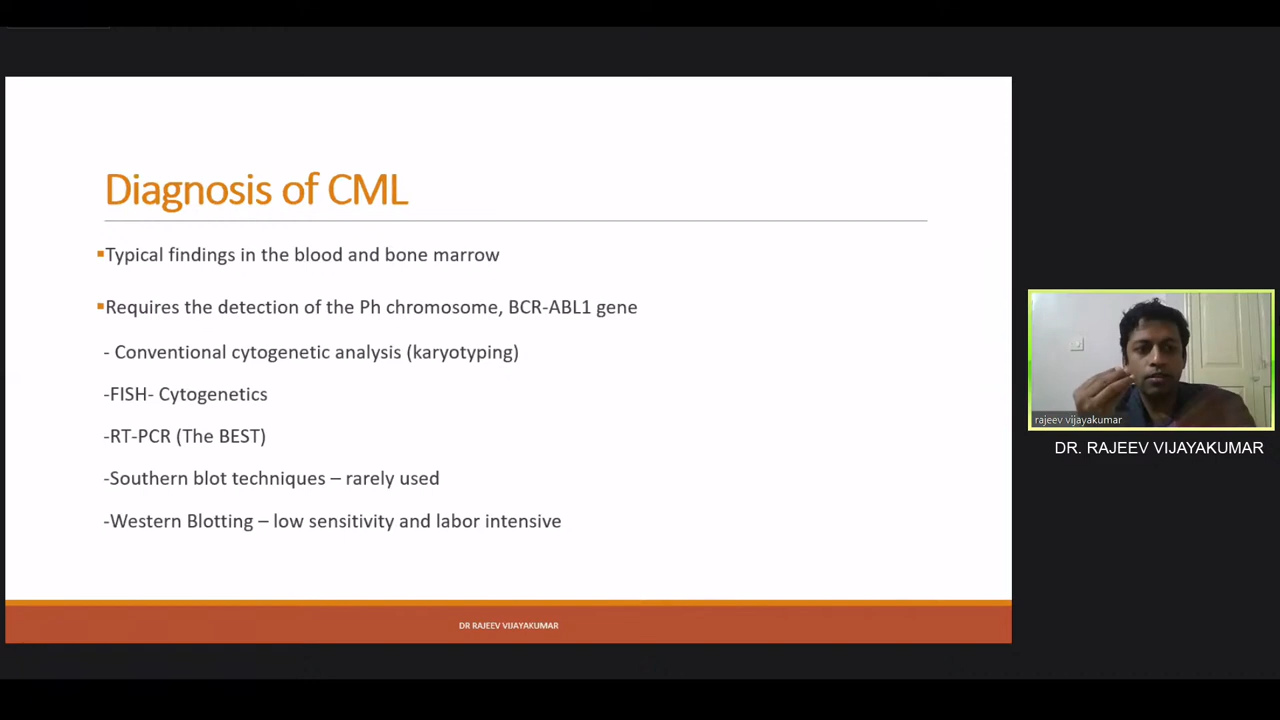 Diagnosis of CML
▪Typical findings in the blood and bone marrow
▪Requires the detection of the Ph chromosome, BCR-ABL1 gene
- Conventional cytogenetic analysis (karyotyping)
-FISH- Cytogenetics
-RT-PCR (The BEST)
-Southern blot techniques – rarely used
-Western Blotting – low sensitivity and labor intensive
DR RAJEEV VIJAYAKUMAR
rajeev vijayakumar
DR. RAJEEV VIJAYAKUMAR